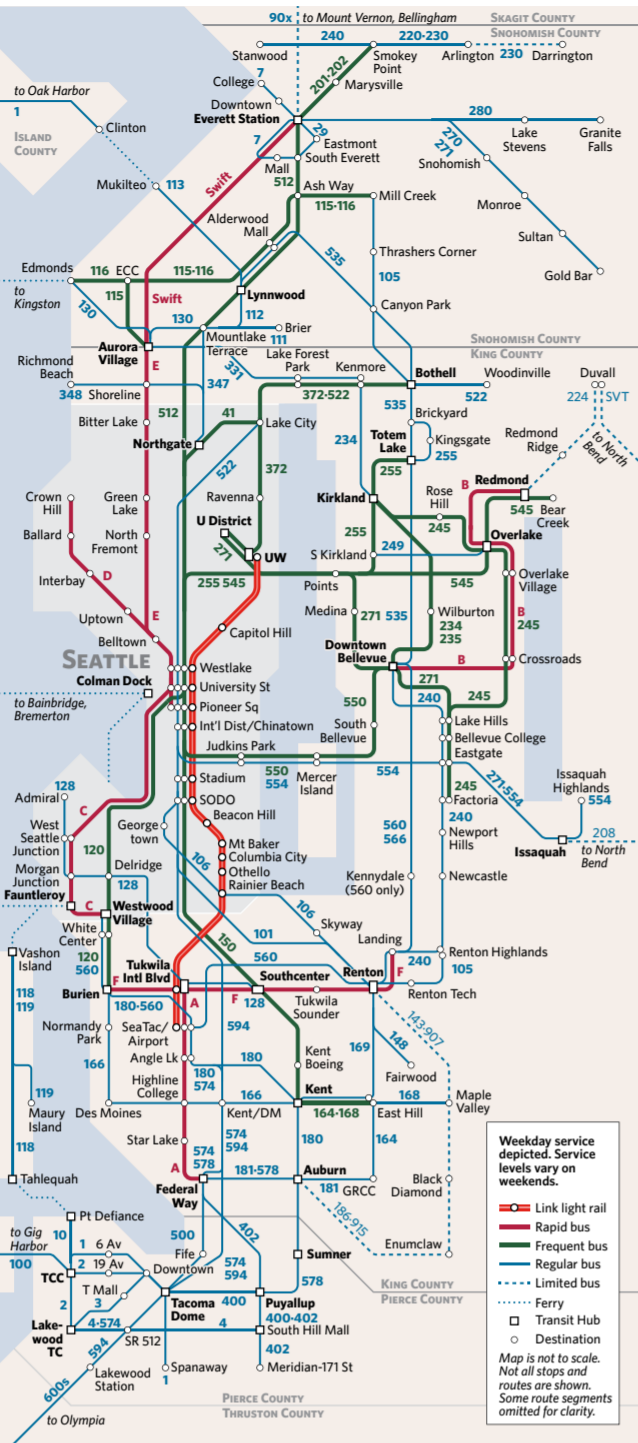 90x
to Mount Vernon, Bellingham
SKAGIT COUNTY
SNOHOMISH COUNTY
240
220-230
Stanwood
Smokey
Point
Arlington
230
Darrington
7
College
201-202
Marysville
to Oak Harbor
1
Downtown
Everett Station
280
Clinton
ISLAND
COUNTY
7
29
Eastmont
South Everett
Mall
270
271
Lake
Stevens
Granite
Falls
Snohomish
Mukilteo
113
Swift
512
Ash Way
115-116
Mill Creek
Monroe
Alderwood
Mall
Sultan
535
Thrashers Corner
105
Gold Bar
Edmonds
116
ECC
115-116
to
Kingston
115
Swift
Lynnwood
Canyon Park
130
130
112
Brier
111
Aurora
Village
Mountlake
Terrace
SNOHOMISH COUNTY
KING COUNTY
Richmond
Beach
E
331
Lake Forest
Park
Kenmore
Bothell
Woodinville
Duvall
348
Shoreline
347
372-522
522
224
SVT
512
535
Brickyard
Bitter Lake
41
Lake City
234
Totem
Lake
Kingsgate
255
Redmond
Ridge
to North
Bend
Northgate
522
372
255
Crown
Hill
Green
Lake
Ravenna
Kirkland
Rose
Hill
B
Redmond
545
Bear
Creek
U District
245
Ballard
North
Fremont
271
255
249
Overlake
UW
S Kirkland
Interbay
D
255 545
Points
545
Overlake
Village
Uptown
E
Medina
271
535
Wilburton
234
235
B
245
Belltown
Capitol Hill
SEATTLE
Westlake
Downtown
Bellevue
B
Crossroads
Colman Dock
University St
271
240
245
to Bainbridge,
Bremerton
Pioneer Sq
550
Int'l Dist/Chinatown
South
Bellevue
Lake Hills
Bellevue College
Judkins Park
Eastgate
550
554
Mercer
Island
554
271-554
Issaquah
Highlands
128
Stadium
245
Admiral
SODO
Factoria
554
C
Beacon Hill
240
West
Seattle
Junction
George
town
560
566
Newport
Hills
208
120
106
Mt Baker
Issaquah
to North
Bend
Columbia City
Morgan
Junction
Delridge
Othello
Kennydale
(560 only)
Newcastle
128
Rainier Beach
Fauntleroy
C
Westwood
Village
106
Skyway
White
Center
101
Landing
Vashon
Island
120
560
150
Tukwila
Intl Blvd
560
Southcenter
Renton
240
Renton Highlands
F
105
F
A
F
128
Burien
Tukwila
Sounder
Renton Tech
118
119
180-560
143-907
Normandy
Park
SeaTac/
Airport
594
Angle Lk
180
Kent
Boeing
169
148
166
Highline
College
180
574
Fairwood
119
166
Kent
168
Maple
Valley
Maury
Island
Des Moines
Kent/DM
164-168
East Hill
118
Star Lake
574
594
180
164
574
578
A
181-578
Auburn
Tahlequah
Federal
Way
181
GRCC
Black
Diamond
Pt Defiance
186-915
500
402
Enumclaw
to Gig
Harbor
10
1
6 Av
Fife
Sumner
100
2
19 Av
Downtown
574
594
578
KING COUNTY
PIERCE COUNTY
TCC
T Mall
2
3
Tacoma
Dome
400
Puyallup
400-402
Lake-
wood
TC
4-574
4
South Hill Mall
SR 512
402
594
Lakewood
Station
Spanaway
1
Meridian-171 St
600s
PIERCE COUNTY
THURSTON COUNTY
to Olympia
Weekday service
depicted. Service
levels vary on
weekends.
Link light rail
Rapid bus
Frequent bus
Regular bus
Limited bus
Ferry
Transit Hub
Destination
Map is not to scale.
Not all stops and
routes are shown.
Some route segments
omitted for clarity.